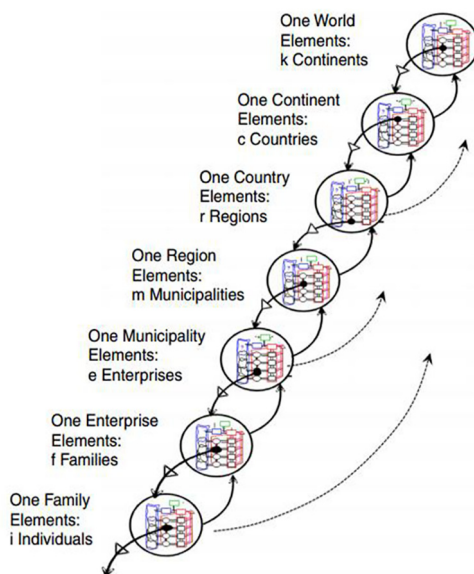 One World
Elements:
k Continents
One Continent
Elements:
c Countries
One Country
Elements:
r Regions
One Region
Elements:
m Municipalities
One Municipality
Elements:
e Enterprises
One Enterprise
Elements:
f Families
One Family
Elements:
i Individuals